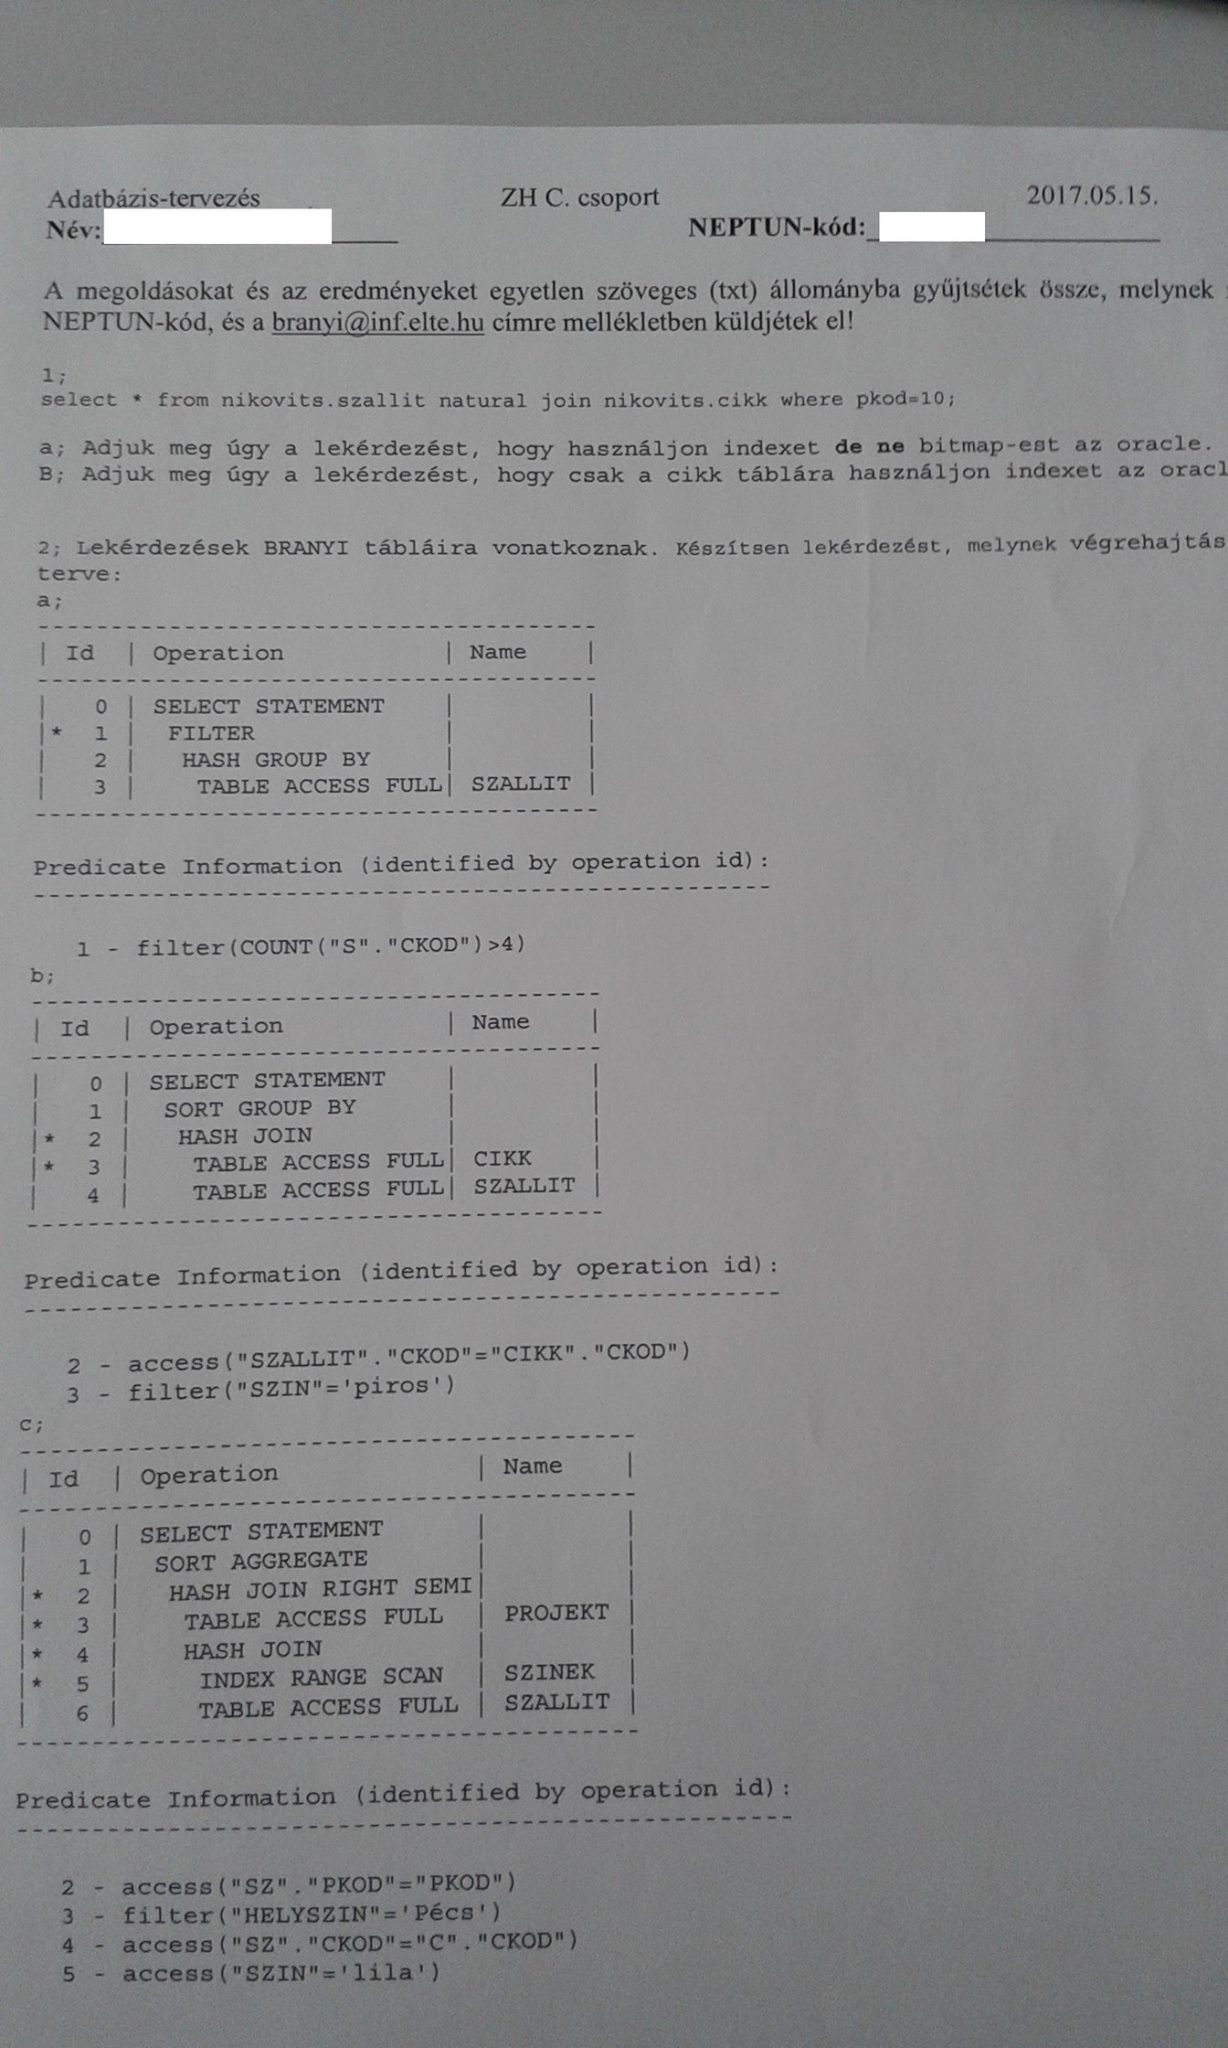 Adatbázis-tervezés ZH C. csoport 2017.05.15.
Név: NEPTUN-kód:
A megoldásokat és az eredményeket egyetlen szöveges (txt) állományba gyűjtsétek össze, melynek
NEPTUN-kód, és a branyi@inf.elte.hu címre mellékletben küldjétek el!
1;
select * from nikovits.szallit natural join nikovits.cikk where pkod=10;
a; Adjuk meg úgy a lekérdezést, hogy használjon indexet de ne bitmap-est az oracle.
B; Adjuk meg úgy a lekérdezést, hogy csak a cikk táblára használjon indexet az oracl
2; Lekérdezések BRANYI tábláira vonatkoznak. Készítsen lekérdezést, melynek végrehajtás
terve:
a;
---------------------------------------
| Id | Operation | Name |
---------------------------------------
| 0 | SELECT STATEMENT | |
|* 1 | FILTER | |
| 2 | HASH GROUP BY | |
| 3 | TABLE ACCESS FULL| SZALLIT |
---------------------------------------
Predicate Information (identified by operation id):
---------------------------------------------------
1 - filter(COUNT("S"."CKOD")>4)
b;
---------------------------------------
| Id | Operation | Name |
---------------------------------------
| 0 | SELECT STATEMENT | |
| 1 | SORT GROUP BY | |
|* 2 | HASH JOIN | |
|* 3 | TABLE ACCESS FULL| CIKK |
| 4 | TABLE ACCESS FULL| SZALLIT |
---------------------------------------
Predicate Information (identified by operation id):
---------------------------------------------------
2 - access("SZALLIT"."CKOD"="CIKK"."CKOD")
3 - filter("SZIN"='piros')
c;
-----------------------------------------
| Id | Operation | Name |
-----------------------------------------
| 0 | SELECT STATEMENT | |
| 1 | SORT AGGREGATE | |
|* 2 | HASH JOIN RIGHT SEMI| |
|* 3 | TABLE ACCESS FULL | PROJEKT |
|* 4 | HASH JOIN | |
|* 5 | INDEX RANGE SCAN | SZINEK |
| 6 | TABLE ACCESS FULL | SZALLIT |
-----------------------------------------
Predicate Information (identified by operation id):
---------------------------------------------------
2 - access("SZ"."PKOD"="PKOD")
3 - filter("HELYSZIN"='Pécs')
4 - access("SZ"."CKOD"="C"."CKOD")
5 - access("SZIN"='lila')